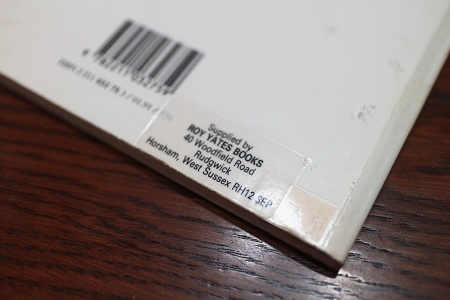 Supplied by
ROY YATES BOOKS
40 Woodfield Road
Rudgwick
Horsham, West Sussex RH12 3EP